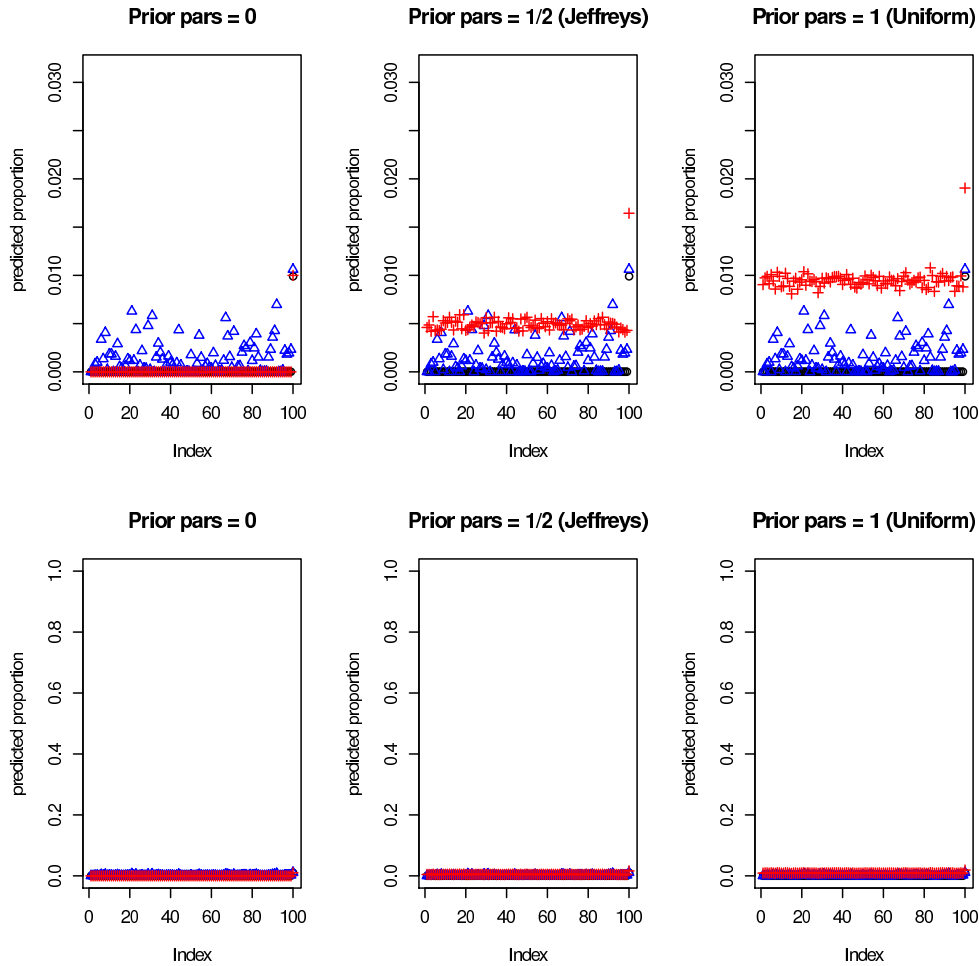 Prior pars = 0
predicted proportion
0.000 0.010 0.020 0.030
0 20 40 60 80 100
Index
Prior pars = 1/2 (Jeffreys)
predicted proportion
0.000 0.010 0.020 0.030
0 20 40 60 80 100
Index
Prior pars = 1 (Uniform)
predicted proportion
0.000 0.010 0.020 0.030
0 20 40 60 80 100
Index
Prior pars = 0
predicted proportion
0.0 0.2 0.4 0.6 0.8 1.0
0 20 40 60 80 100
Index
Prior pars = 1/2 (Jeffreys)
predicted proportion
0.0 0.2 0.4 0.6 0.8 1.0
0 20 40 60 80 100
Index
Prior pars = 1 (Uniform)
predicted proportion
0.0 0.2 0.4 0.6 0.8 1.0
0 20 40 60 80 100
Index